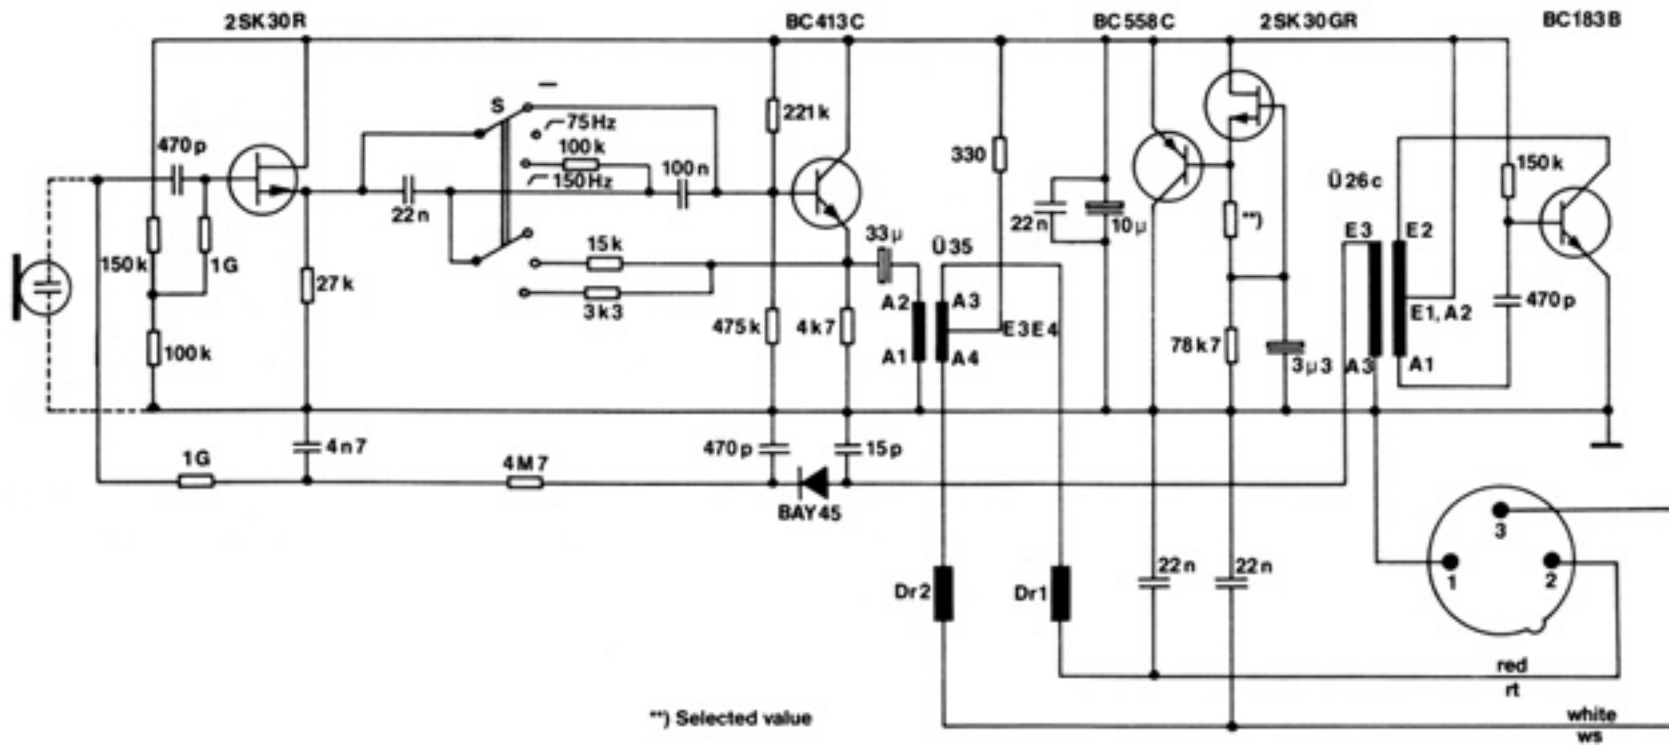 2SK30R
BC413C
BC558C
2SK30GR
BC183B
S
75Hz
100k
150Hz
100n
22n
470p
150k
1G
27k
100k
221k
15k
3k3
475k
4k7
33µ
Ü35
A2
A3
E3E4
A1
A4
330
22n
10µ
**)
78k7
3µ3
Ü26c
E3
E2
E1, A2
A3
A1
150k
470p
4n7
470p
15p
1G
4M7
BAY45
Dr2
Dr1
22n
22n
3
1
2
red
rt
white
ws
**) Selected value